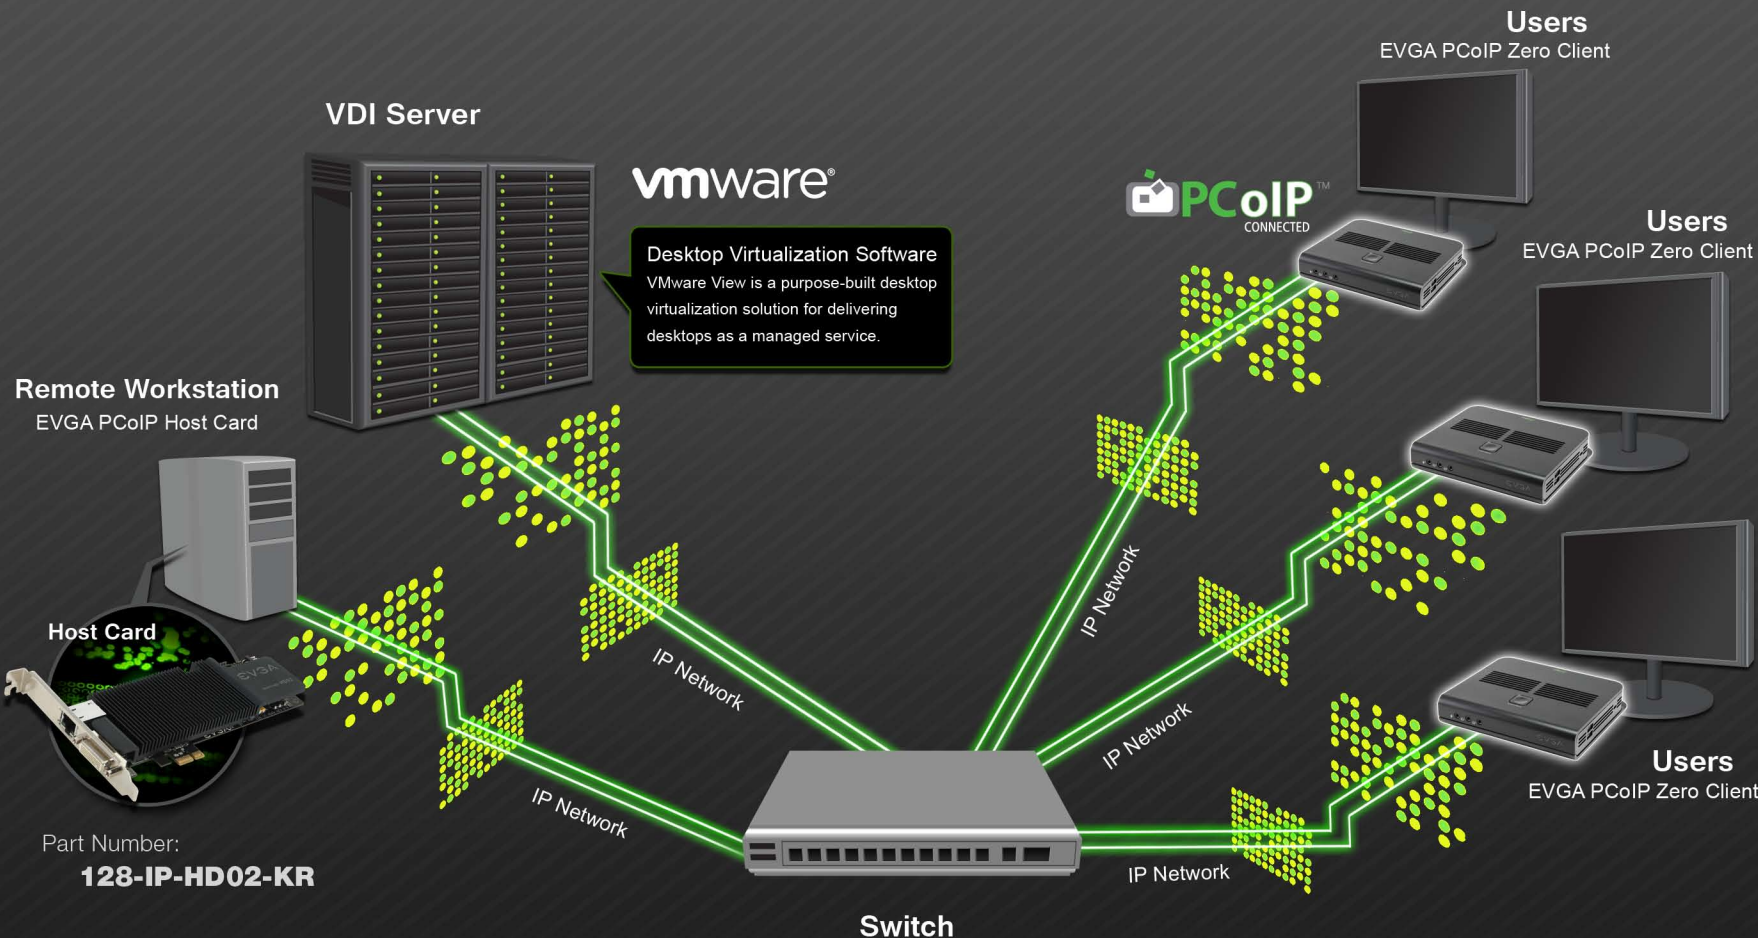 Users
EVGA PCoIP Zero Client
VDI Server
vmware®
Desktop Virtualization Software
VMware View is a purpose-built desktop
virtualization solution for delivering
desktops as a managed service.
PCoIP™
CONNECTED
Users
EVGA PCoIP Zero Client
Remote Workstation
EVGA PCoIP Host Card
Host Card
EVGA
IP Network
IP Network
IP Network
IP Network
IP Network
Users
EVGA PCoIP Zero Client
Part Number:
128-IP-HD02-KR
Switch